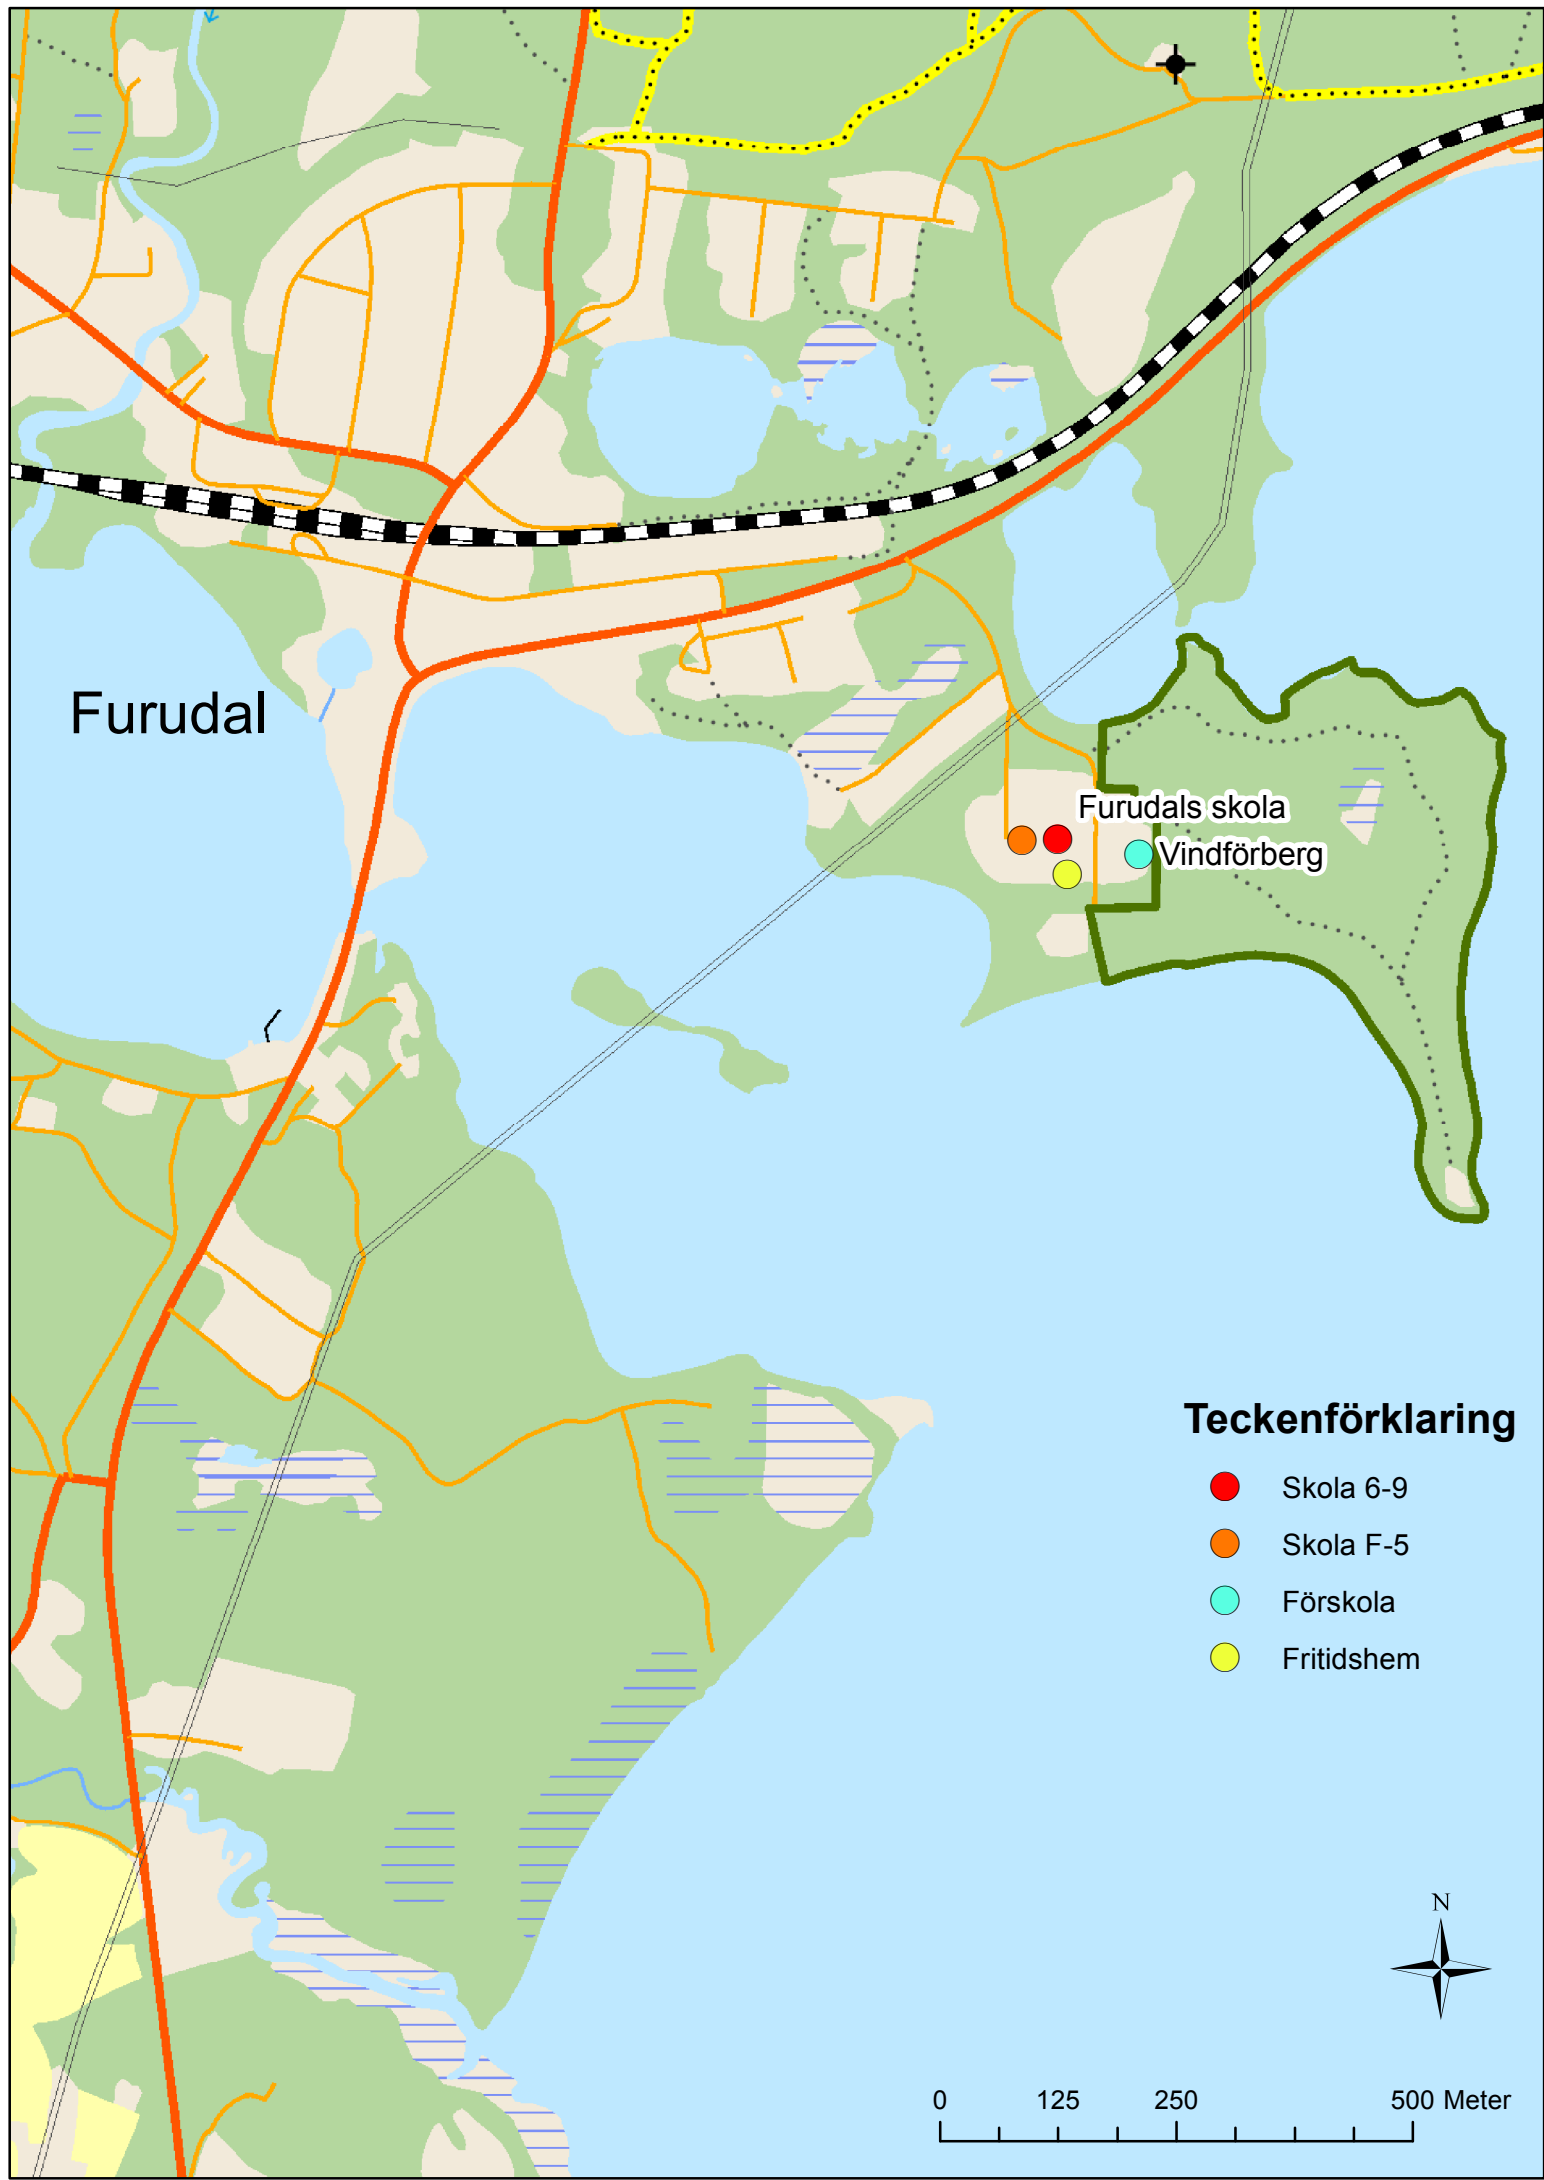 Furudal
Furudals skola
Vindförberg
Teckenförklaring
Skola 6-9
Skola F-5
Förskola
Fritidshem
N
0 125 250 500 Meter